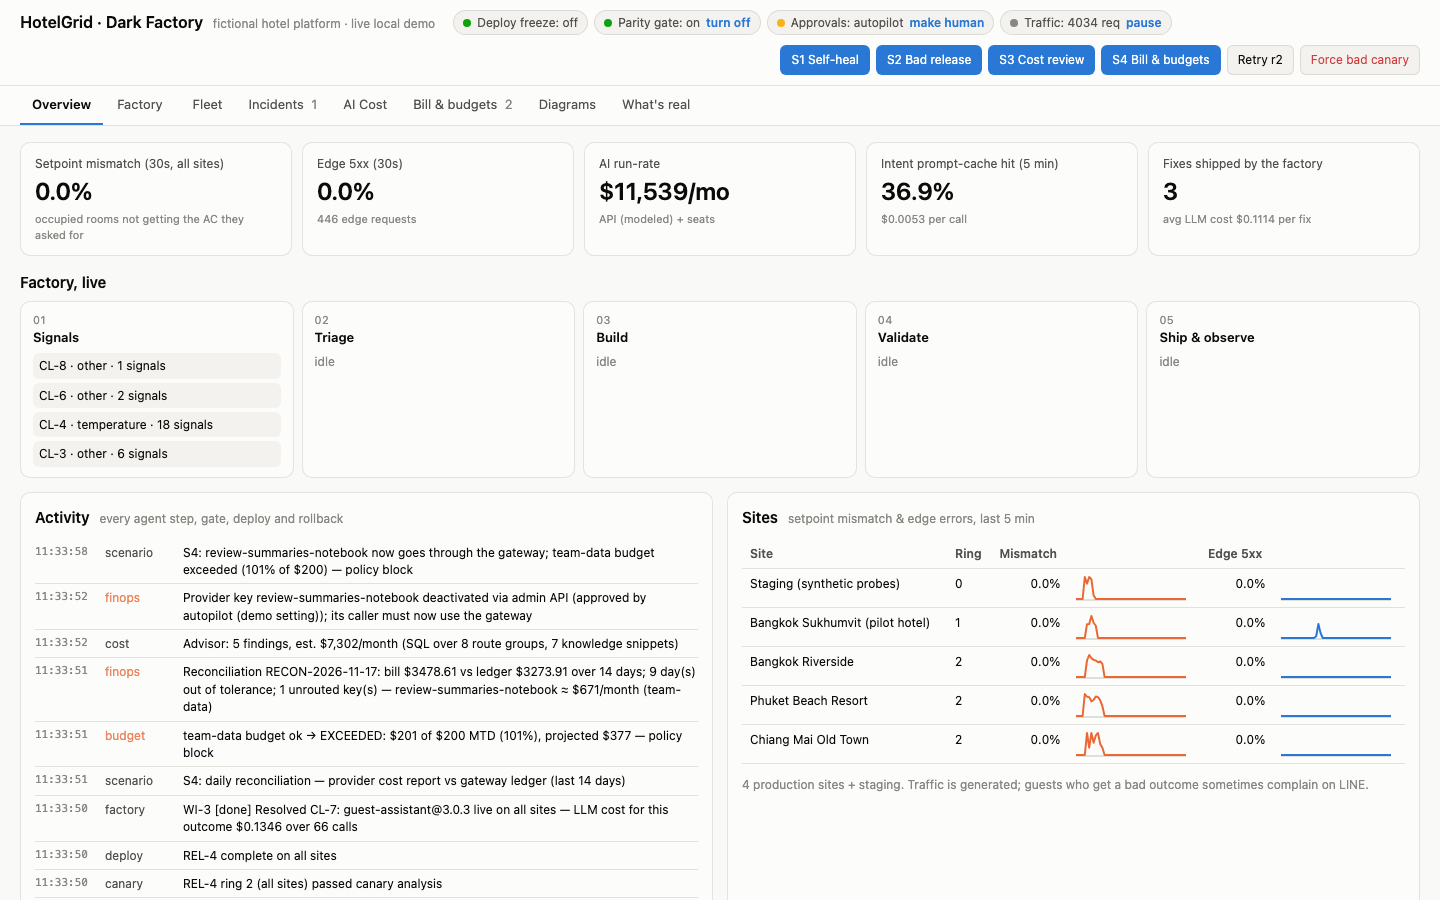 HotelGrid · Dark Factory fictional hotel platform · live local demo Deploy freeze: off Parity gate: on turn off Approvals: autopilot make human Traffic: 4034 req pause
S1 Self-heal S2 Bad release S3 Cost review S4 Bill & budgets Retry r2 Force bad canary
Overview Factory Fleet Incidents 1 AI Cost Bill & budgets 2 Diagrams What's real
Setpoint mismatch (30s, all sites)
0.0%
occupied rooms not getting the AC they
asked for
Edge 5xx (30s)
0.0%
446 edge requests
AI run-rate
$11,539/mo
API (modeled) + seats
Intent prompt-cache hit (5 min)
36.9%
$0.0053 per call
Fixes shipped by the factory
3
avg LLM cost $0.1114 per fix
Factory, live
01
Signals
CL-8 · other · 1 signals
CL-6 · other · 2 signals
CL-4 · temperature · 18 signals
CL-3 · other · 6 signals
02
Triage
idle
03
Build
idle
04
Validate
idle
05
Ship & observe
idle
Activity every agent step, gate, deploy and rollback
11:33:58 scenario S4: review-summaries-notebook now goes through the gateway; team-data budget
exceeded (101% of $200) — policy block
11:33:52 finops Provider key review-summaries-notebook deactivated via admin API (approved by
autopilot (demo setting)); its caller must now use the gateway
11:33:52 cost Advisor: 5 findings, est. $7,302/month (SQL over 8 route groups, 7 knowledge snippets)
11:33:51 finops Reconciliation RECON-2026-11-17: bill $3478.61 vs ledger $3273.91 over 14 days; 9 day(s)
out of tolerance; 1 unrouted key(s) — review-summaries-notebook ≈ $671/month (team-
data)
11:33:51 budget team-data budget ok → EXCEEDED: $201 of $200 MTD (101%), projected $377 — policy
block
11:33:51 scenario S4: daily reconciliation — provider cost report vs gateway ledger (last 14 days)
11:33:50 factory WI-3 [done] Resolved CL-7: guest-assistant@3.0.3 live on all sites — LLM cost for this
outcome $0.1346 over 66 calls
11:33:50 deploy REL-4 complete on all sites
11:33:50 canary REL-4 ring 2 (all sites) passed canary analysis
Sites setpoint mismatch & edge errors, last 5 min
Site Ring Mismatch Edge 5xx
Staging (synthetic probes) 0 0.0% 0.0%
Bangkok Sukhumvit (pilot hotel) 1 0.0% 0.0%
Bangkok Riverside 2 0.0% 0.0%
Phuket Beach Resort 2 0.0% 0.0%
Chiang Mai Old Town 2 0.0% 0.0%
4 production sites + staging. Traffic is generated; guests who get a bad outcome sometimes complain on LINE.